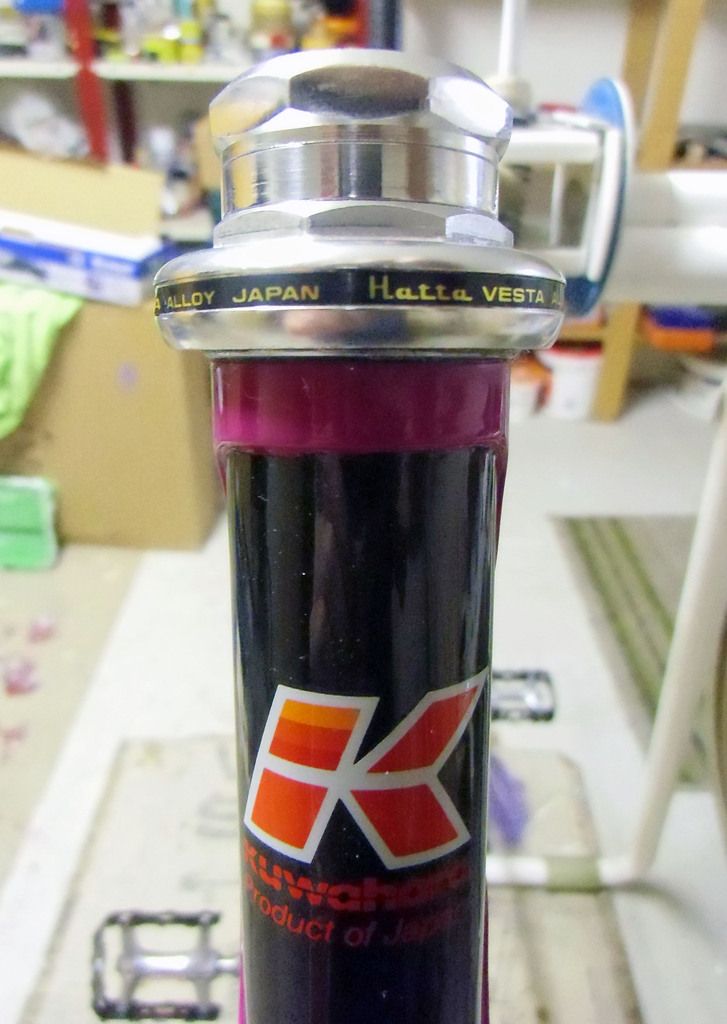 ALLOY JAPAN Hatta VESTA
K
kuwahara
Product of Japan